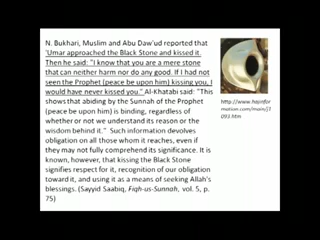 N. Bukhari, Muslim and Abu Daw'ud reported that
'Umar approached the Black Stone and kissed it.
Then he said: "I know that you are a mere stone
that can neither harm nor do any good. If I had not
seen the Prophet (peace be upon him) kissing you, I
would have never kissed you." Al-Khatabi said: "This
shows that abiding by the Sunnah of the Prophet
(peace be upon him) is binding, regardless of
whether or not we understand its reason or the
wisdom behind it." Such information devolves
obligation on all those whom it reaches, even if
they may not fully comprehend its significance. It is
known, however, that kissing the Black Stone
signifies respect for it, recognition of our obligation
toward it, and using it as a means of seeking Allah's
blessings. (Sayyid Saabiq, Fiqh-us-Sunnah, vol. 5, p.
75)
093.htm